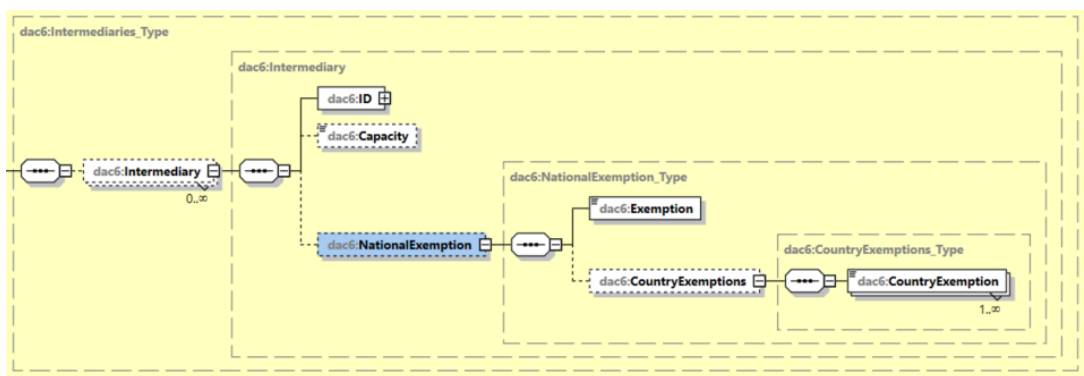 dac6:Intermediaries_Type
dac6:Intermediary
dac6:ID
dac6:Capacity
dac6:Intermediary
0..∞
dac6:NationalExemption_Type
dac6:Exemption
dac6:NationalExemption
dac6:CountryExemptions_Type
dac6:CountryExemptions
dac6:CountryExemption
1..∞